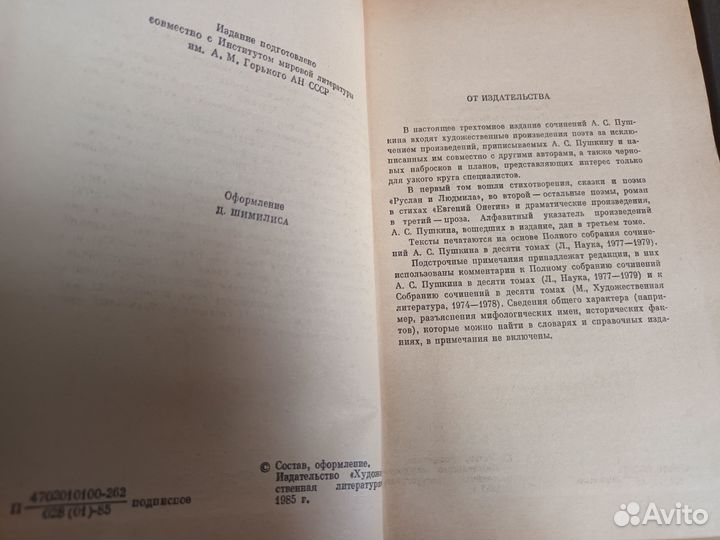 Издание подготовлено
совместно с Институтом мировой литературы
им. А. М. Горького АН СССР
Оформление
Д. ШИМИЛИСА
© Состав, оформление.
Издательство «Худож
ственная литература
1985 г.
П 4702010100-262
028 (01)-85 подписное
ОТ ИЗДАТЕЛЬСТВА
В настоящее трехтомное издание сочинений А. С. Пуш-
кина входят художественные произведения поэта за исклю-
чением произведений, приписываемых А. С. Пушкину и на-
писанных им совместно с другими авторами, а также черно-
вых набросков и планов, представляющих интерес только
для узкого круга специалистов.
В первый том вошли стихотворения, сказки и поэма
«Руслан и Людмила», во второй — остальные поэмы, роман
в стихах «Евгений Онегин» и драматические произведения,
в третий — проза. Алфавитный указатель произведений
А. С. Пушкина, вошедших в издание, дан в третьем томе.
Тексты печатаются на основе Полного собрания сочине-
ний А. С. Пушкина в десяти томах (Л., Наука, 1977—1979).
Подстрочные примечания принадлежат редакции, в них
использованы комментарии к Полному собранию сочинений
А. С. Пушкина в десяти томах (Л., Наука, 1977—1979) и к
Собранию сочинений в десяти томах (М., Художественная
литература, 1974—1978). Сведения общего характера (напри-
мер, разъяснения мифологических имен, исторических фак-
тов), которые можно найти в словарях и справочных изда-
ниях, в примечания не включены.
Avito